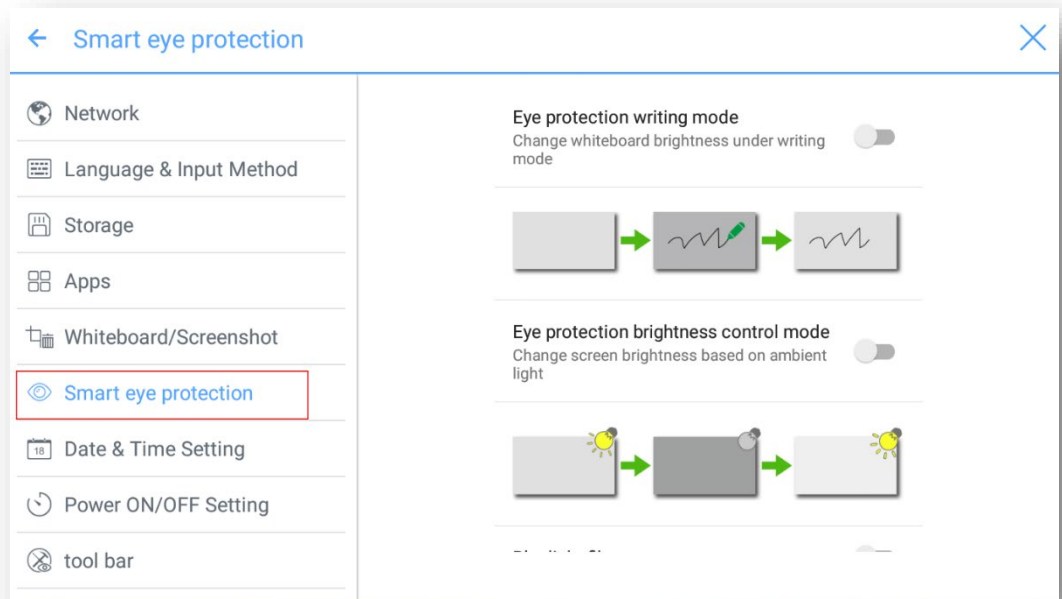 Smart eye protection
Network
Language & Input Method
Storage
Apps
Whiteboard/Screenshot
Smart eye protection
18
Date & Time Setting
Power ON/OFF Setting
tool bar
Eye protection writing mode
Change whiteboard brightness under writing
mode
Eye protection brightness control mode
Change screen brightness based on ambient
light